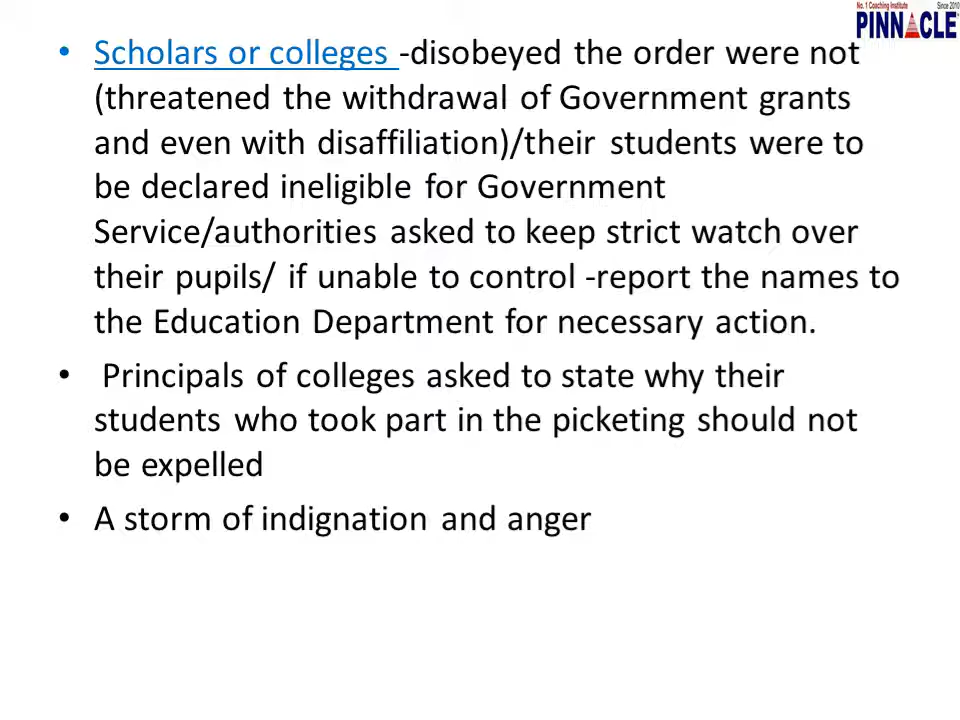 No. 1 Coaching Institute Since 2010
PINNACLE
• Scholars or colleges -disobeyed the order were not
(threatened the withdrawal of Government grants
and even with disaffiliation)/their students were to
be declared ineligible for Government
Service/authorities asked to keep strict watch over
their pupils/ if unable to control -report the names to
the Education Department for necessary action.
• Principals of colleges asked to state why their
students who took part in the picketing should not
be expelled
• A storm of indignation and anger